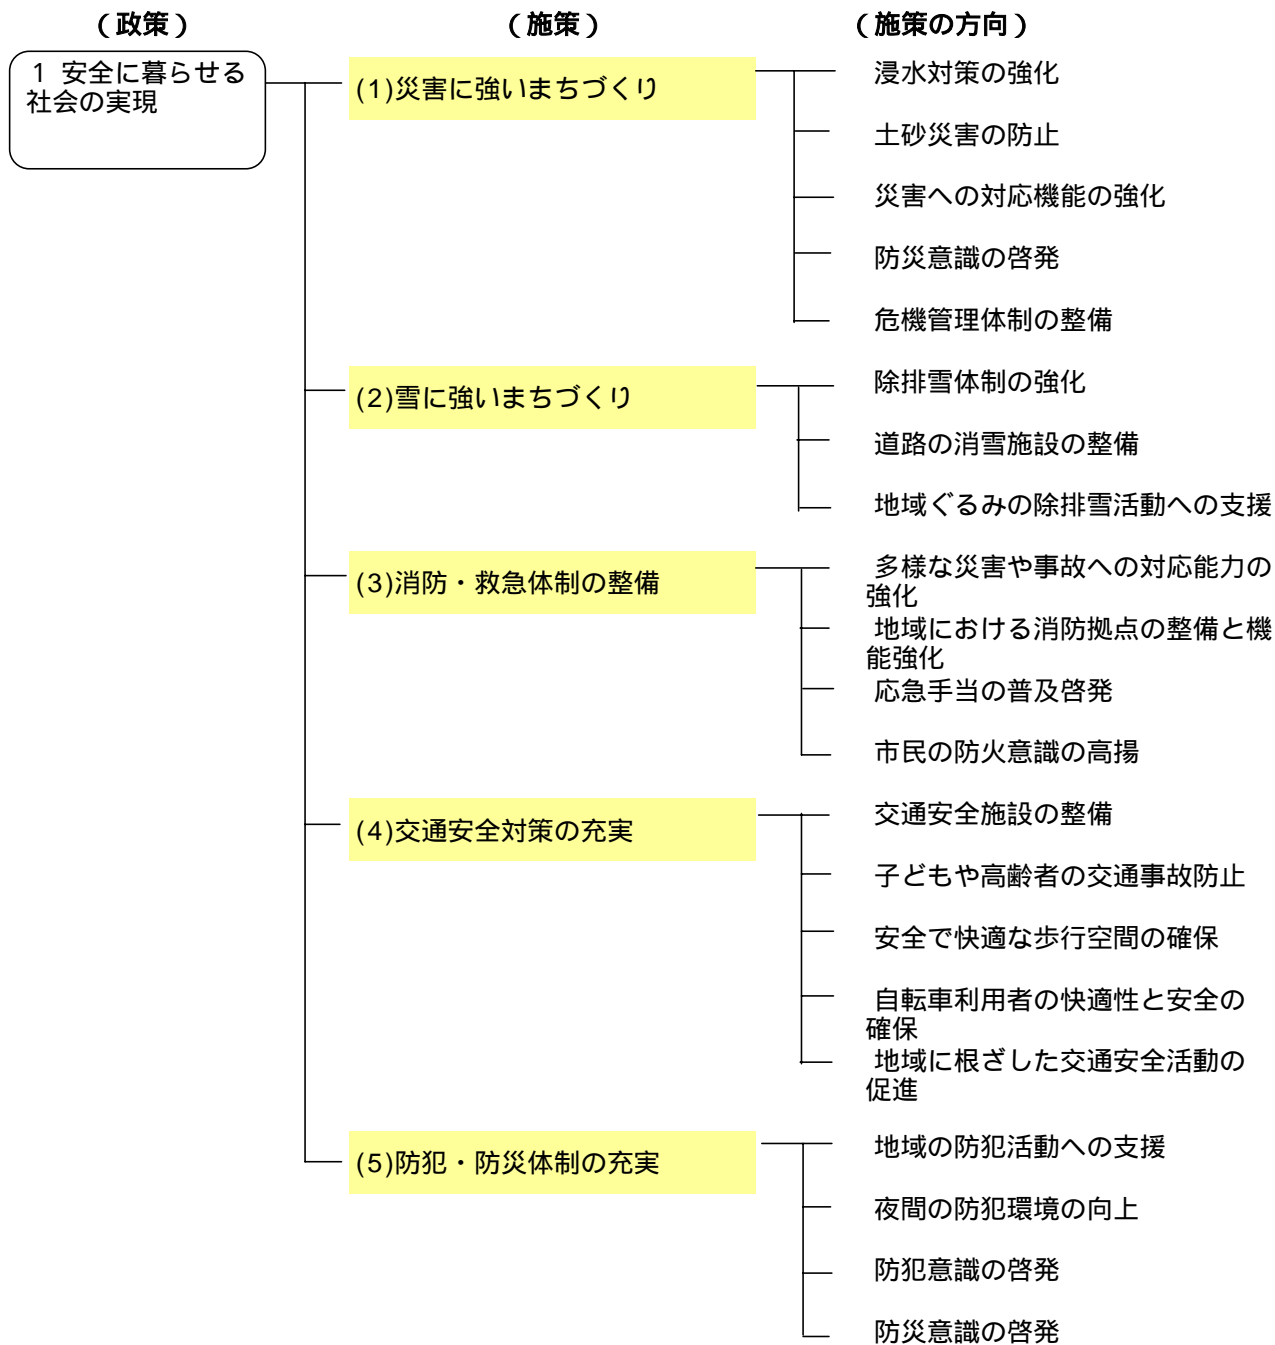 （政策）
（施策）
（施策の方向）
1 安全に暮らせる
社会の実現
(1)災害に強いまちづくり
浸水対策の強化
土砂災害の防止
災害への対応機能の強化
防災意識の啓発
危機管理体制の整備
(2)雪に強いまちづくり
除排雪体制の強化
道路の消雪施設の整備
地域ぐるみの除排雪活動への支援
(3)消防・救急体制の整備
多様な災害や事故への対応能力の
強化
地域における消防拠点の整備と機
能強化
応急手当の普及啓発
市民の防火意識の高揚
(4)交通安全対策の充実
交通安全施設の整備
子どもや高齢者の交通事故防止
安全で快適な歩行空間の確保
自転車利用者の快適性と安全の
確保
地域に根ざした交通安全活動の
促進
(5)防犯・防災体制の充実
地域の防犯活動への支援
夜間の防犯環境の向上
防犯意識の啓発
防災意識の啓発